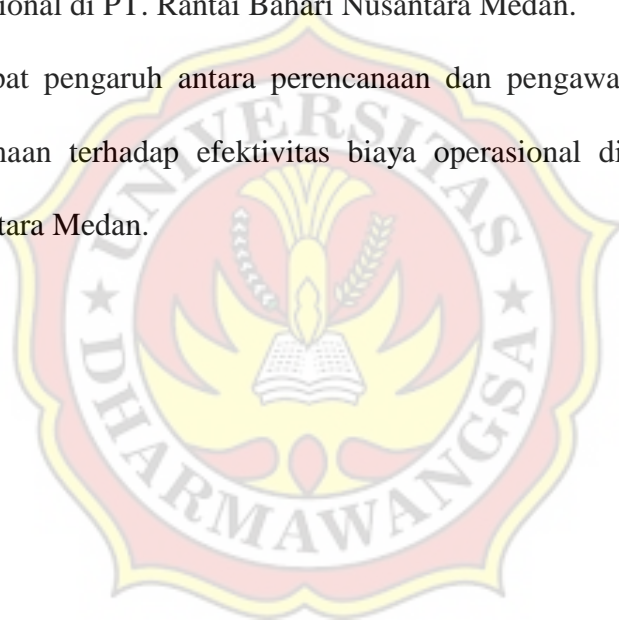 ional di PT. Rantai Bahari Nusantara Medan.
pat pengaruh antara perencanaan dan pengawa
naan terhadap efektivitas biaya operasional di
tara Medan.
UNIVERSITAS
DHARMAWANGSA